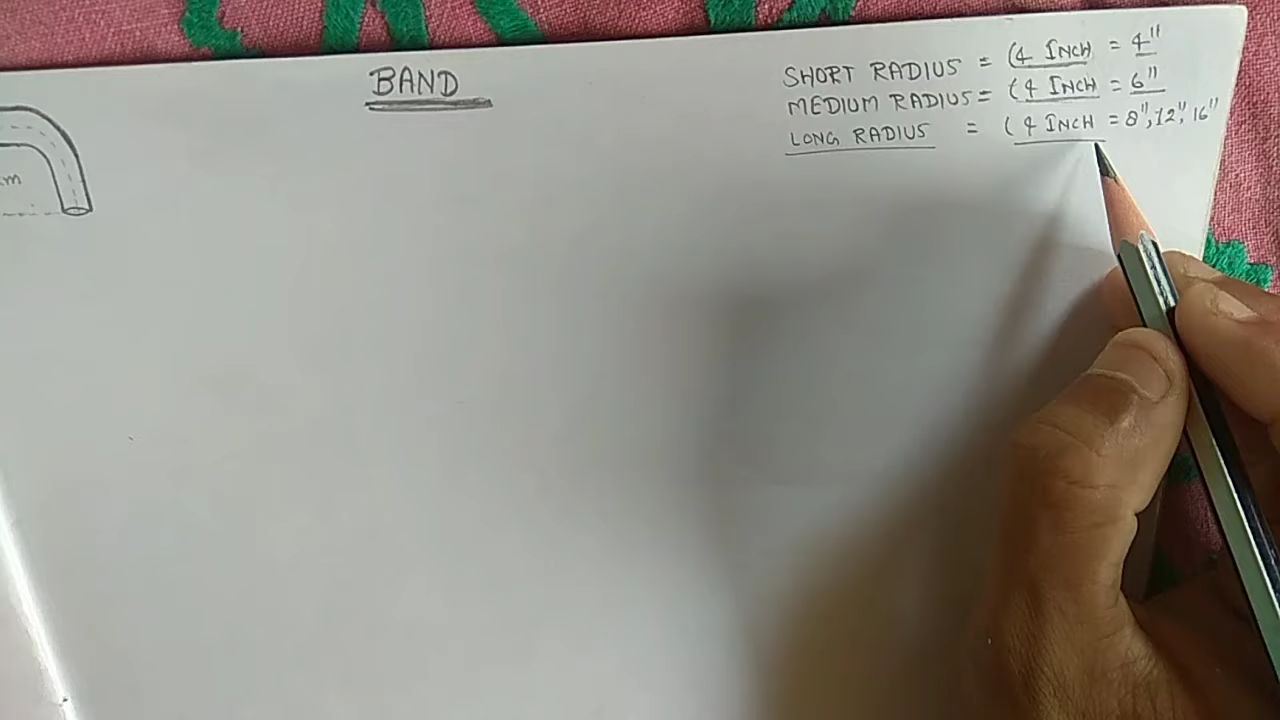 BAND
SHORT RADIUS = (4 INCH = 4"
MEDIUM RADIUS = (4 INCH = 6"
LONG RADIUS = (4 INCH = 8", 12", 16"